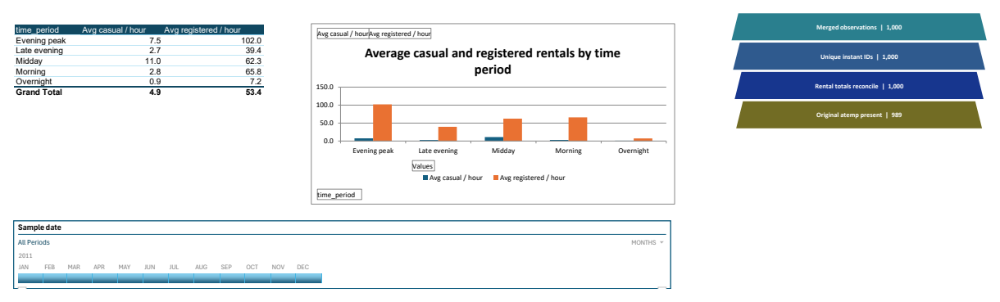 time_period Avg casual / hour Avg registered / hour
Evening peak 7.5 102.0
Late evening 2.7 39.4
Midday 11.0 62.3
Morning 2.8 65.8
Overnight 0.9 7.2
Grand Total 4.9 53.4
Avg casual / hour Avg registered / hour
Average casual and registered rentals by time
period
150.0
100.0
50.0
0.0
Evening peak Late evening Midday Morning Overnight
Values
Avg casual / hour Avg registered / hour
time_period
Merged observations | 1,000
Unique instant IDs | 1,000
Rental totals reconcile | 1,000
Original atemp present | 989
Sample date
All Periods MONTHS
2011
JAN FEB MAR APR MAY JUN JUL AUG SEP OCT NOV DEC